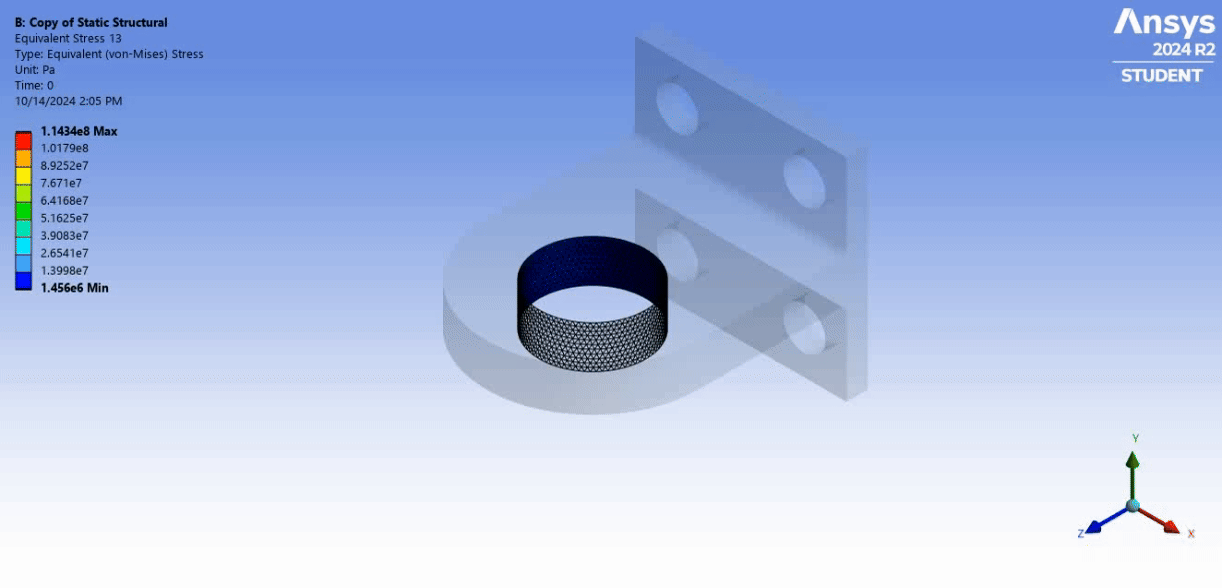 B: Copy of Static Structural
Equivalent Stress 13
Type: Equivalent (von-Mises) Stress
Unit: Pa
Time: 0
10/14/2024 2:05 PM
1.1434e8 Max
1.0179e8
8.9252e7
7.671e7
6.4168e7
5.1625e7
3.9083e7
2.6541e7
1.3998e7
1.456e6 Min
Ansys
2024 R2
STUDENT
Y
Z
X